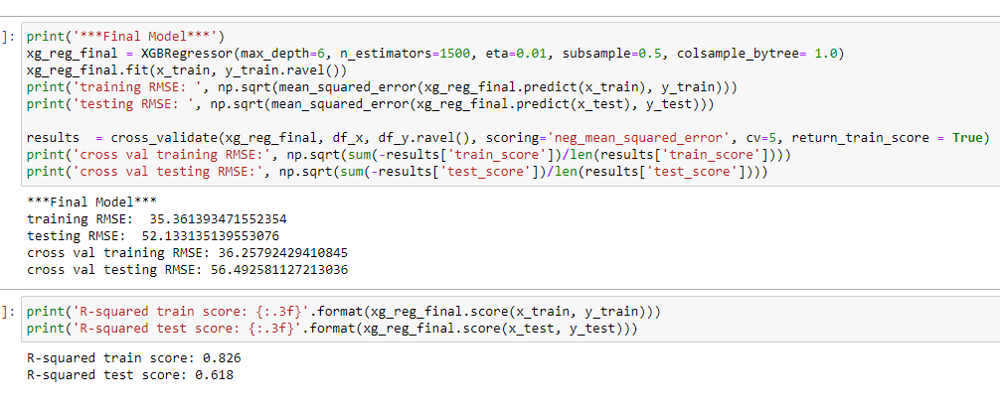 ]: print('***Final Model***')
xg_reg_final = XGBRegressor(max_depth=6, n_estimators=1500, eta=0.01, subsample=0.5, colsample_bytree= 1.0)
xg_reg_final.fit(x_train, y_train.ravel())
print('training RMSE: ', np.sqrt(mean_squared_error(xg_reg_final.predict(x_train), y_train)))
print('testing RMSE: ', np.sqrt(mean_squared_error(xg_reg_final.predict(x_test), y_test)))
results  = cross_validate(xg_reg_final, df_x, df_y.ravel(), scoring='neg_mean_squared_error', cv=5, return_train_score = True)
print('cross val training RMSE:', np.sqrt(sum(-results['train_score'])/len(results['train_score'])))
print('cross val testing RMSE:', np.sqrt(sum(-results['test_score'])/len(results['test_score'])))
***Final Model***
training RMSE:  35.361393471552354
testing RMSE:  52.133135139553076
cross val training RMSE: 36.25792429410845
cross val testing RMSE: 56.492581127213036
]: print('R-squared train score: {:.3f}'.format(xg_reg_final.score(x_train, y_train)))
print('R-squared test score: {:.3f}'.format(xg_reg_final.score(x_test, y_test)))
R-squared train score: 0.826
R-squared test score: 0.618